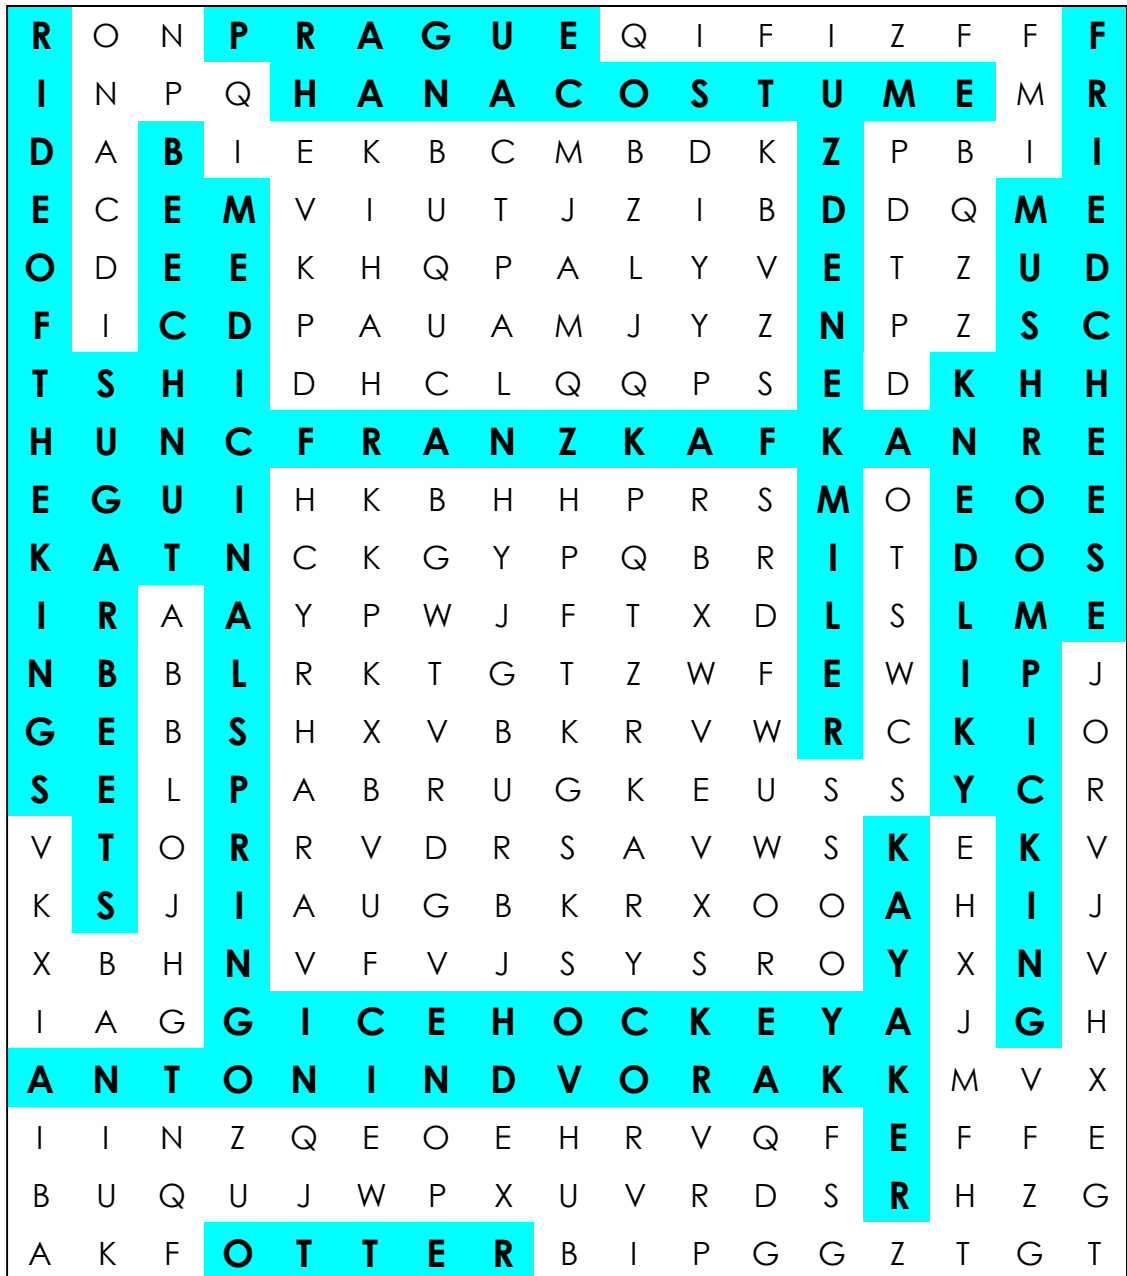 R O N P R A G U E Q I F I Z F F F
I N P Q H A N A C O S T U M E M R
D A B I E K B C M B D K Z P B I I
E C E M V I U T J Z I B D D Q M E
O D E E K H Q P A L Y V E T Z U D
F I C D P A U A M J Y Z N P Z S C
T S H I D H C L Q Q P S E D K H H
H U N C F R A N Z K A F K A N R E
E G U I H K B H H P R S M O E O E
K A T N C K G Y P Q B R I T D O S
I R A A Y P W J F T X D L S L M E
N B B L R K T G T Z W F E W I P J
G E B S H X V B K R V W R C K I O
S E L P A B R U G K E U S S Y C R
V T O R R V D R S A V W S K E K V
K S J I A U G B K R X O O A H I J
X B H N V F V J S Y S R O Y X N V
I A G G I C E H O C K E Y A J G H
A N T O N I N D V O R A K K M V X
I I N Z Q E O E H R V Q F E F F E
B U Q U J W P X U V R D S R H Z G
A K F O T T E R B I P G G Z T G T